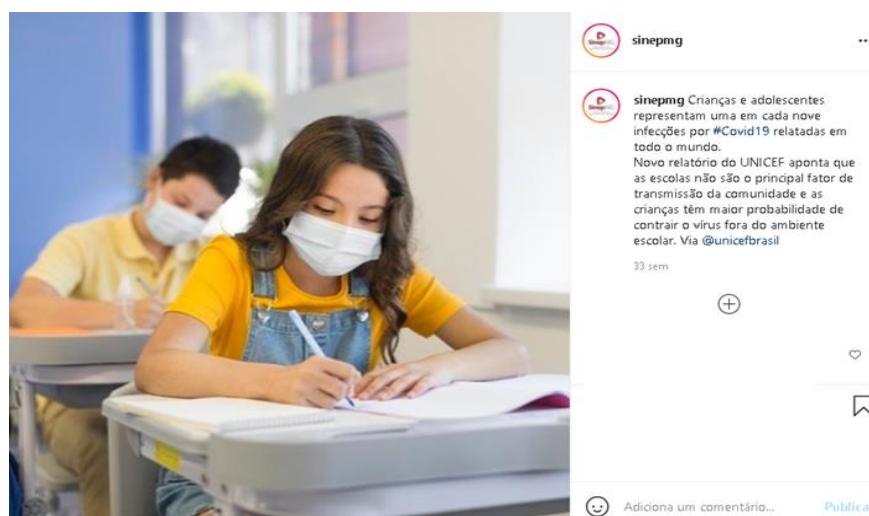 sinepmg
sinepmg Crianças e adolescentes
representam uma em cada nove
infecções por #Covid19 relatadas em
todo o mundo.
Novo relatório do UNICEF aponta que
as escolas não são o principal fator de
transmissão da comunidade e as
crianças têm maior probabilidade de
contrair o vírus fora do ambiente
escolar. Via @unicefbrasil
33 sem
Adiciona um comentário... Publica